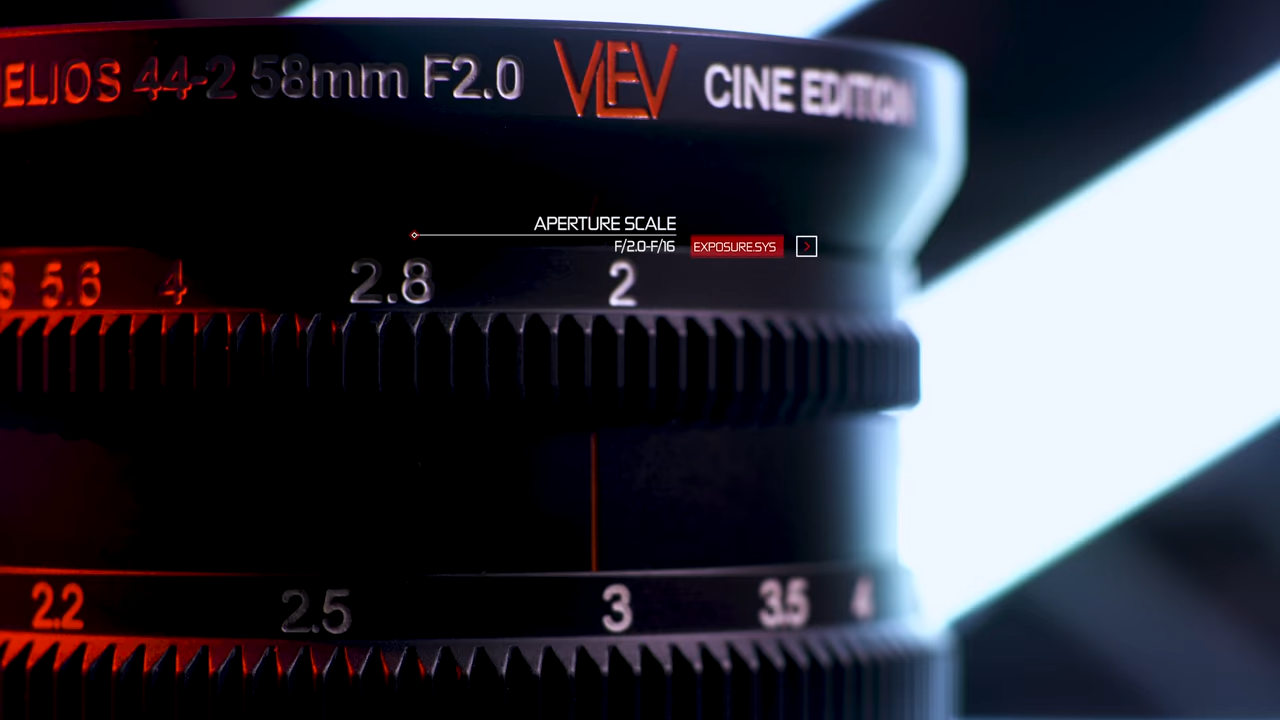 ELIOS 44-2 58mm F2.0 VLEV CINE EDITION
APERTURE SCALE
F/2.0-F/16 EXPOSURE.SYS
5.6 4 2.8 2
2.2 2.5 3 3.5 4